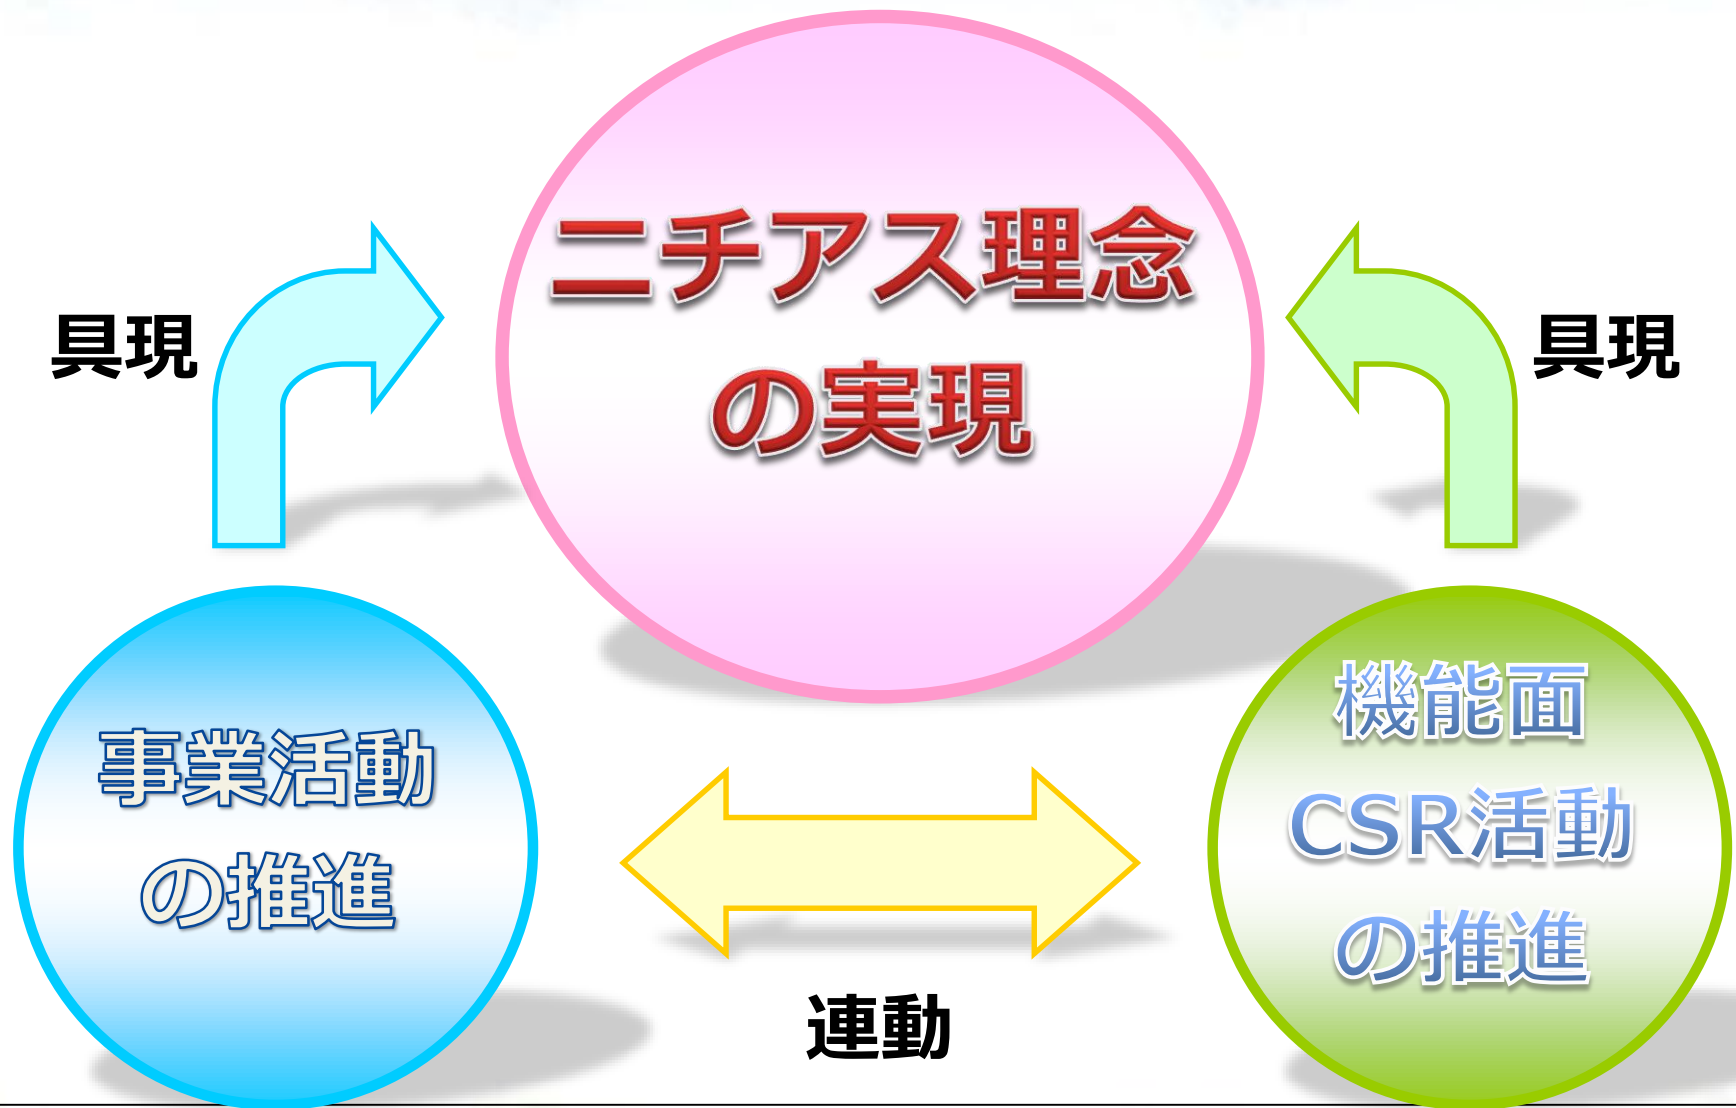 ニチアス理念
の実現
具現
具現
事業活動
の推進
機能面
CSR活動
の推進
連動